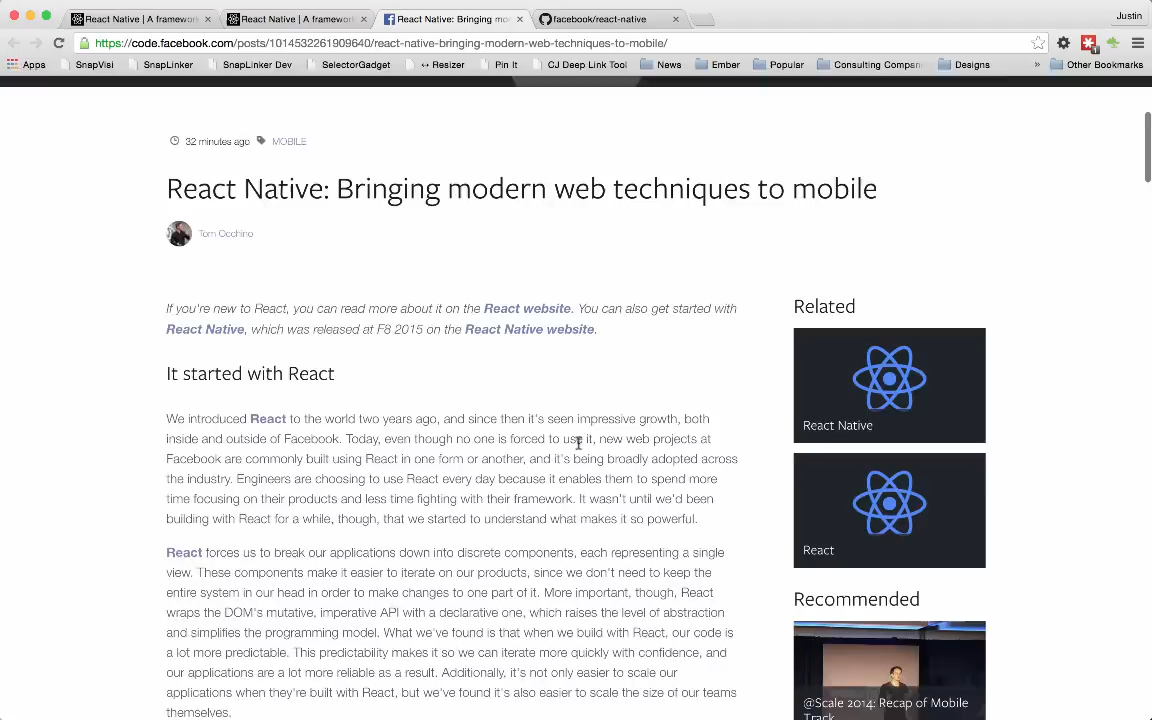 React Native | A framework
React Native | A framework
React Native: Bringing mo
facebook/react-native
Justin
https://code.facebook.com/posts/1014532261909640/react-native-bringing-modern-web-techniques-to-mobile/
Apps SnapVisi SnapLinker SnapLinker Dev SelectorGadget ↔ Resizer Pin It CJ Deep Link Tool News Ember Popular Consulting Compan Designs » Other Bookmarks
32 minutes ago MOBILE
React Native: Bringing modern web techniques to mobile
Tom Occhino
If you're new to React, you can read more about it on the React website. You can also get started with
React Native, which was released at F8 2015 on the React Native website.
It started with React
We introduced React to the world two years ago, and since then it's seen impressive growth, both
inside and outside of Facebook. Today, even though no one is forced to use it, new web projects at
Facebook are commonly built using React in one form or another, and it's being broadly adopted across
the industry. Engineers are choosing to use React every day because it enables them to spend more
time focusing on their products and less time fighting with their framework. It wasn't until we'd been
building with React for a while, though, that we started to understand what makes it so powerful.
React forces us to break our applications down into discrete components, each representing a single
view. These components make it easier to iterate on our products, since we don't need to keep the
entire system in our head in order to make changes to one part of it. More important, though, React
wraps the DOM's mutative, imperative API with a declarative one, which raises the level of abstraction
and simplifies the programming model. What we've found is that when we build with React, our code is
a lot more predictable. This predictability makes it so we can iterate more quickly with confidence, and
our applications are a lot more reliable as a result. Additionally, it's not only easier to scale our
applications when they're built with React, but we've found it's also easier to scale the size of our teams
themselves.
Related
React Native
React
Recommended
@Scale 2014: Recap of Mobile
Track